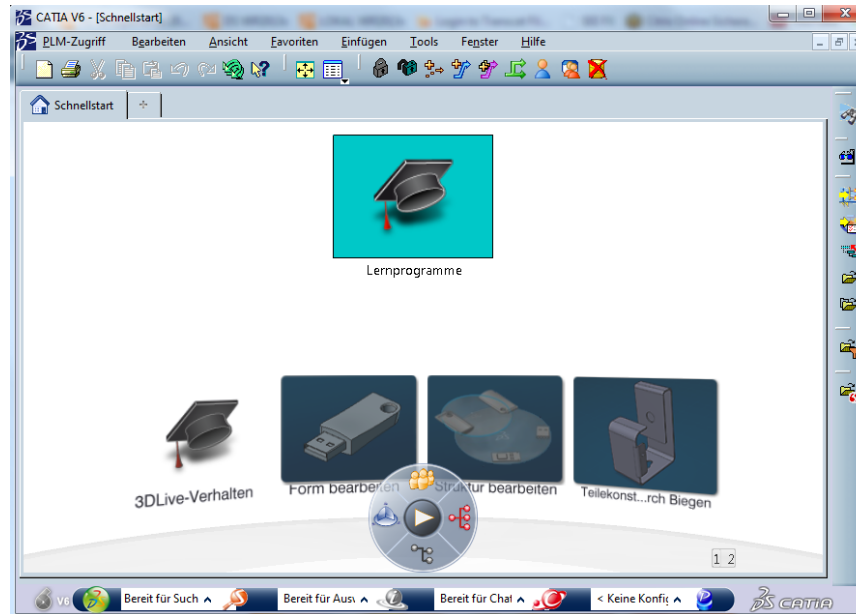 CATIA V6 - [Schnellstart]
PLM-Zugriff Bearbeiten Ansicht Favoriten Einfügen Tools Fenster Hilfe
Schnellstart
Lernprogramme
3DLive-Verhalten
Form bearbeiten
Struktur bearbeiten
Teilekonst...rch Biegen
1 2
V6
Bereit für Such
Bereit für Ausw
Bereit für Chat
< Keine Konfig
CATIA